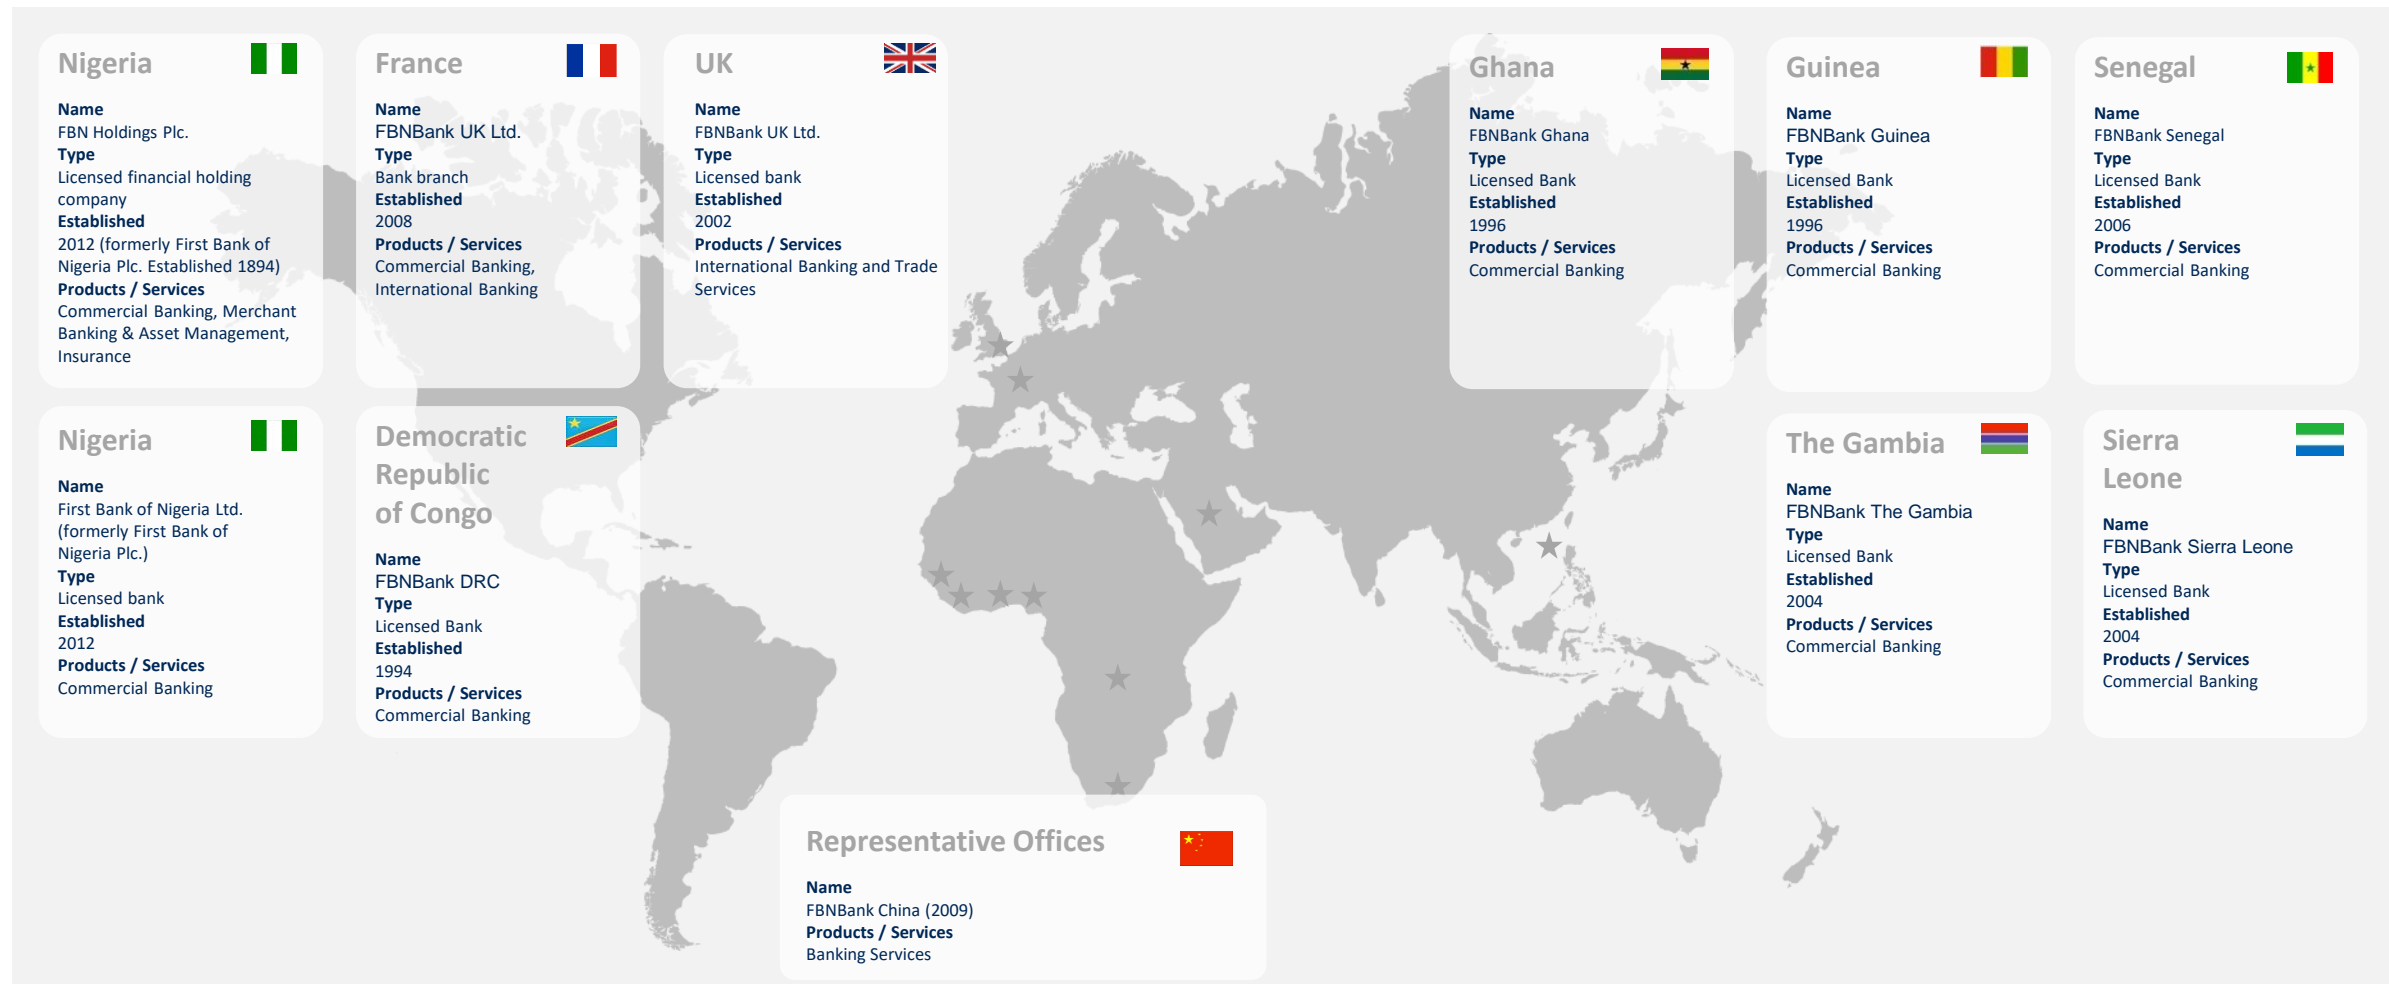 Nigeria
Name
FBN Holdings Plc.
Type
Licensed financial holding
company
Established
2012 (formerly First Bank of
Nigeria Plc. Established 1894)
Products / Services
Commercial Banking, Merchant
Banking & Asset Management,
Insurance
France
Name
FBNBank UK Ltd.
Type
Bank branch
Established
2008
Products / Services
Commercial Banking,
International Banking
UK
Name
FBNBank UK Ltd.
Type
Licensed bank
Established
2002
Products / Services
International Banking and Trade
Services
Ghana
Name
FBNBank Ghana
Type
Licensed Bank
Established
1996
Products / Services
Commercial Banking
Guinea
Name
FBNBank Guinea
Type
Licensed Bank
Established
1996
Products / Services
Commercial Banking
Senegal
Name
FBNBank Senegal
Type
Licensed Bank
Established
2006
Products / Services
Commercial Banking
Nigeria
Name
First Bank of Nigeria Ltd.
(formerly First Bank of
Nigeria Plc.)
Type
Licensed bank
Established
2012
Products / Services
Commercial Banking
Democratic
Republic
of Congo
Name
FBNBank DRC
Type
Licensed Bank
Established
1994
Products / Services
Commercial Banking
The Gambia
Name
FBNBank The Gambia
Type
Licensed Bank
Established
2004
Products / Services
Commercial Banking
Sierra
Leone
Name
FBNBank Sierra Leone
Type
Licensed Bank
Established
2004
Products / Services
Commercial Banking
Representative Offices
Name
FBNBank China (2009)
Products / Services
Banking Services